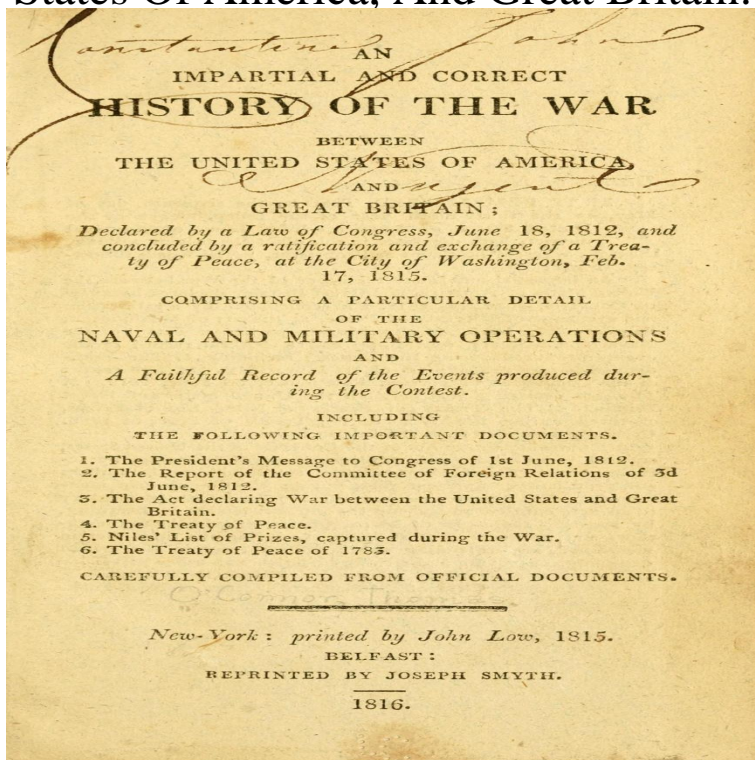 States Of America, And Great Britain.
Constantine John
AN
IMPARTIAL AND CORRECT
HISTORY OF THE WAR
BETWEEN
THE UNITED STATES OF AMERICA,
Nugent
AND
GREAT BRITAIN;
Declared by a Law of Congress, June 18, 1812, and
concluded by a ratification and exchange of a Trea-
ty of Peace, at the City of Washington, Feb.
17, 1815.
COMPRISING A PARTICULAR DETAIL
OF THE
NAVAL AND MILITARY OPERATIONS
AND
A Faithful Record of the Events produced dur-
ing the Contest.
INCLUDING
THE FOLLOWING IMPORTANT DOCUMENTS.
1. The President's Message to Congress of 1st June, 1812.
2. The Report of the Committee of Foreign Relations of 3d
June, 1812.
3. The Act declaring War between the United States and Great
Britain.
4. The Treaty of Peace.
5. Niles' List of Prizes, captured during the War.
6. The Treaty of Peace of 1783.
CAREFULLY COMPILED FROM OFFICIAL DOCUMENTS.
O'Connor, Thomas.
New-York: printed by John Low, 1815.
BELFAST:
REPRINTED BY JOSEPH SMYTH.
1816.